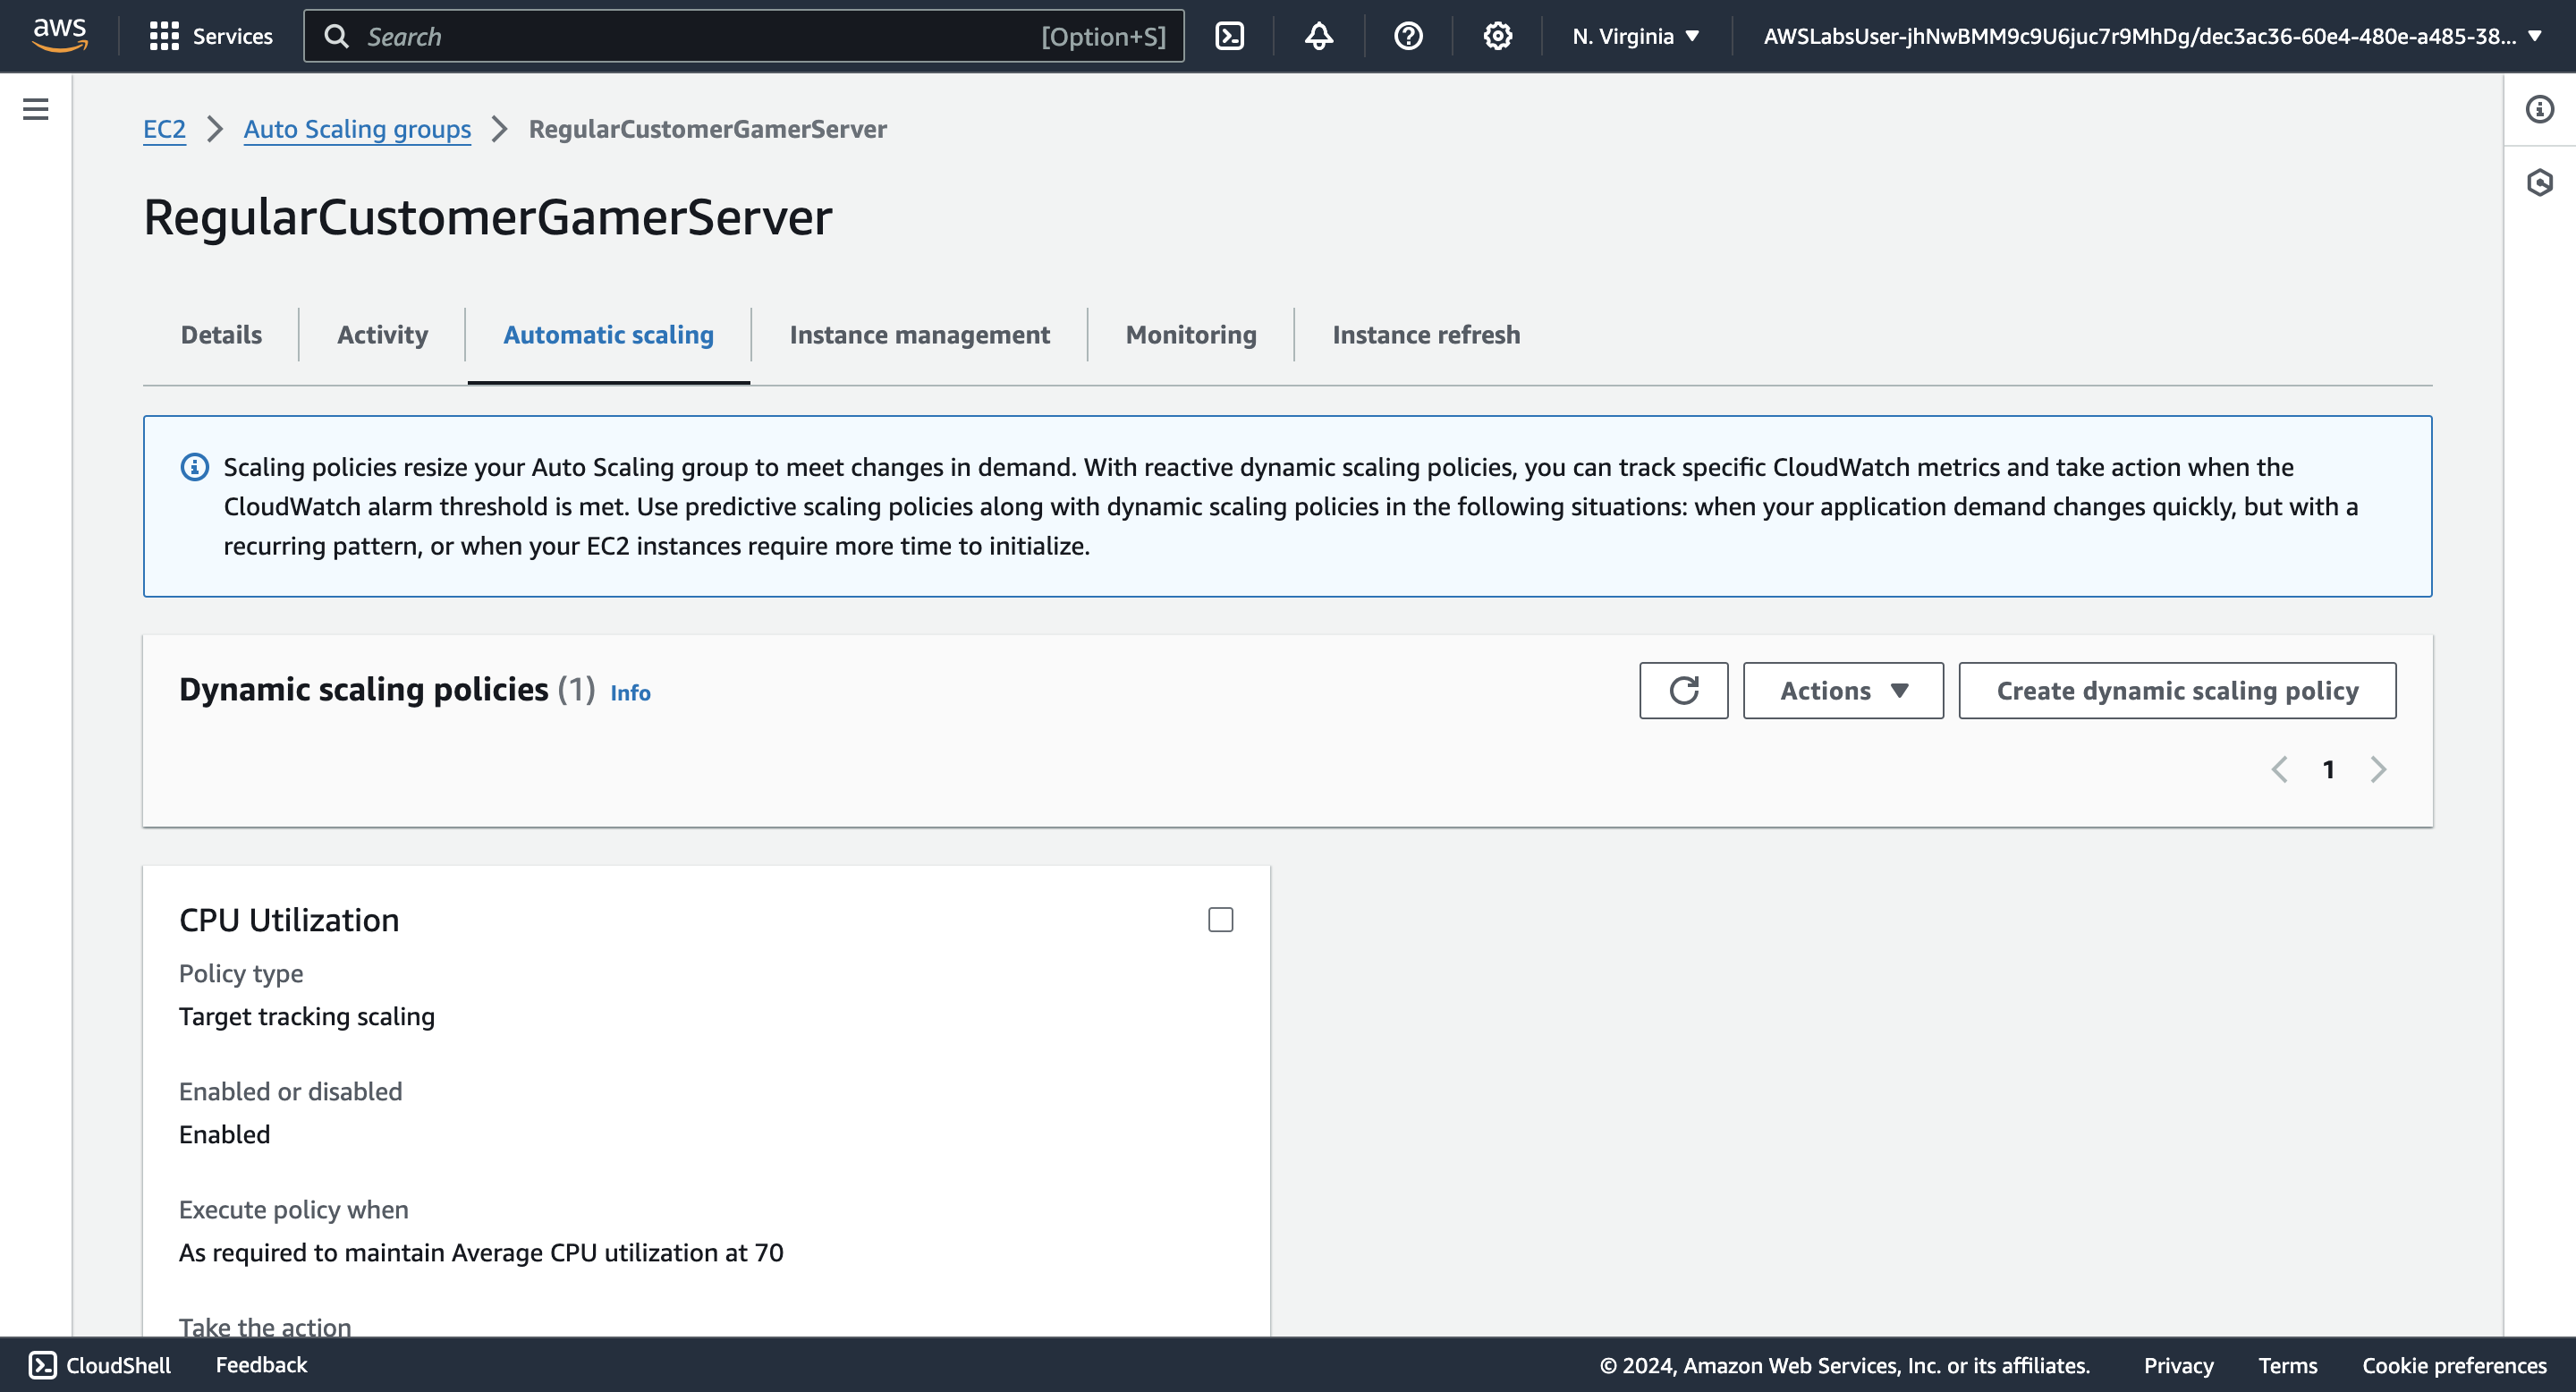 aws
Services
Search
[Option+S]
N. Virginia
AWSLabsUser-jhNwBMM9c9U6juc7r9MhDg/dec3ac36-60e4-480e-a485-38...
EC2
Auto Scaling groups
RegularCustomerGamerServer
RegularCustomerGamerServer
Details
Activity
Automatic scaling
Instance management
Monitoring
Instance refresh
Scaling policies resize your Auto Scaling group to meet changes in demand. With reactive dynamic scaling policies, you can track specific CloudWatch metrics and take action when the
CloudWatch alarm threshold is met. Use predictive scaling policies along with dynamic scaling policies in the following situations: when your application demand changes quickly, but with a
recurring pattern, or when your EC2 instances require more time to initialize.
Dynamic scaling policies (1) Info
Actions
Create dynamic scaling policy
1
CPU Utilization
Policy type
Target tracking scaling
Enabled or disabled
Enabled
Execute policy when
As required to maintain Average CPU utilization at 70
Take the action
CloudShell
Feedback
© 2024, Amazon Web Services, Inc. or its affiliates.
Privacy
Terms
Cookie preferences